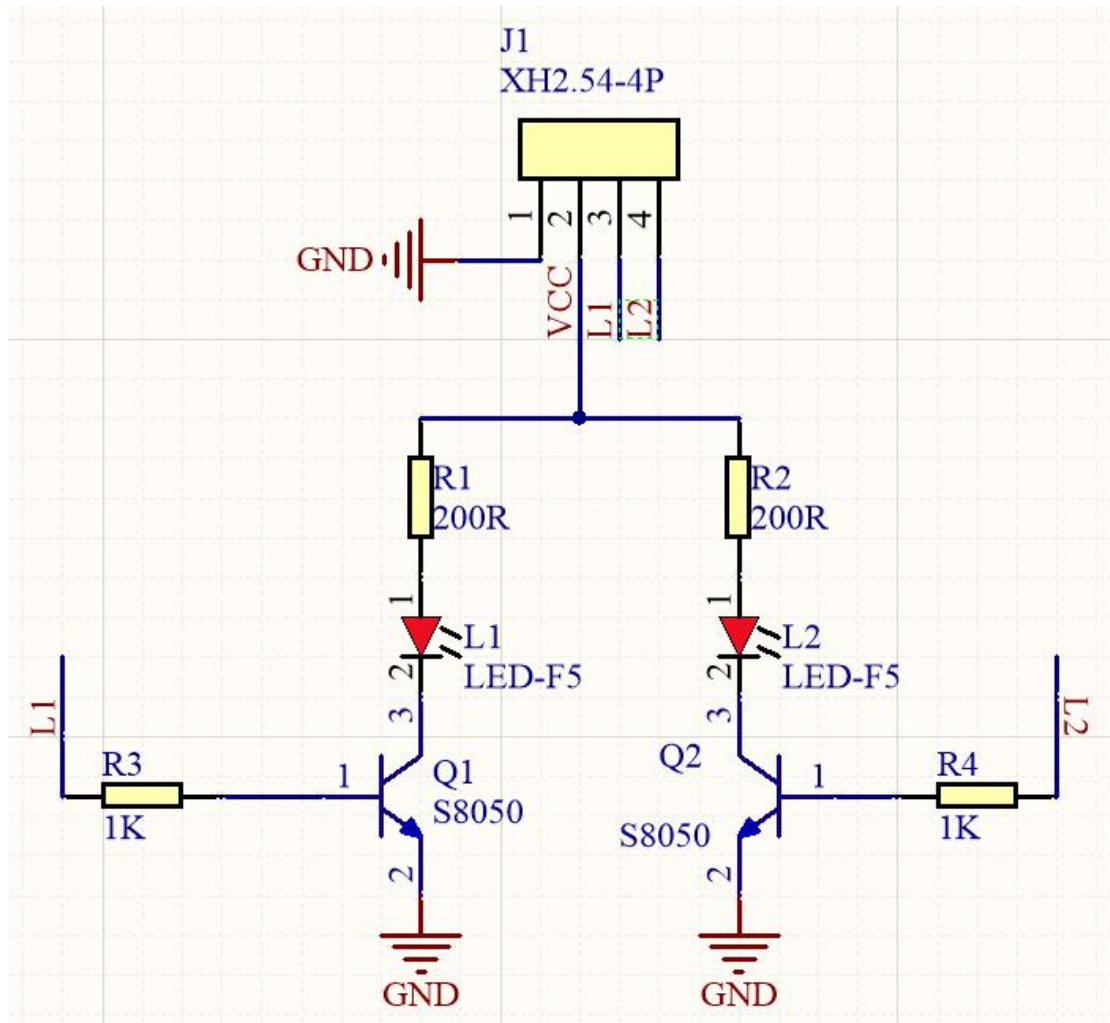 J1
XH2.54-4P
1 2 3 4
GND
VCC L1 L2
R1
200R
R2
200R
1
1
L1
LED-F5
L2
LED-F5
2
2
3
3
L1
L2
R3
1K
1
Q1
S8050
Q2
S8050
1
R4
1K
2
2
GND
GND